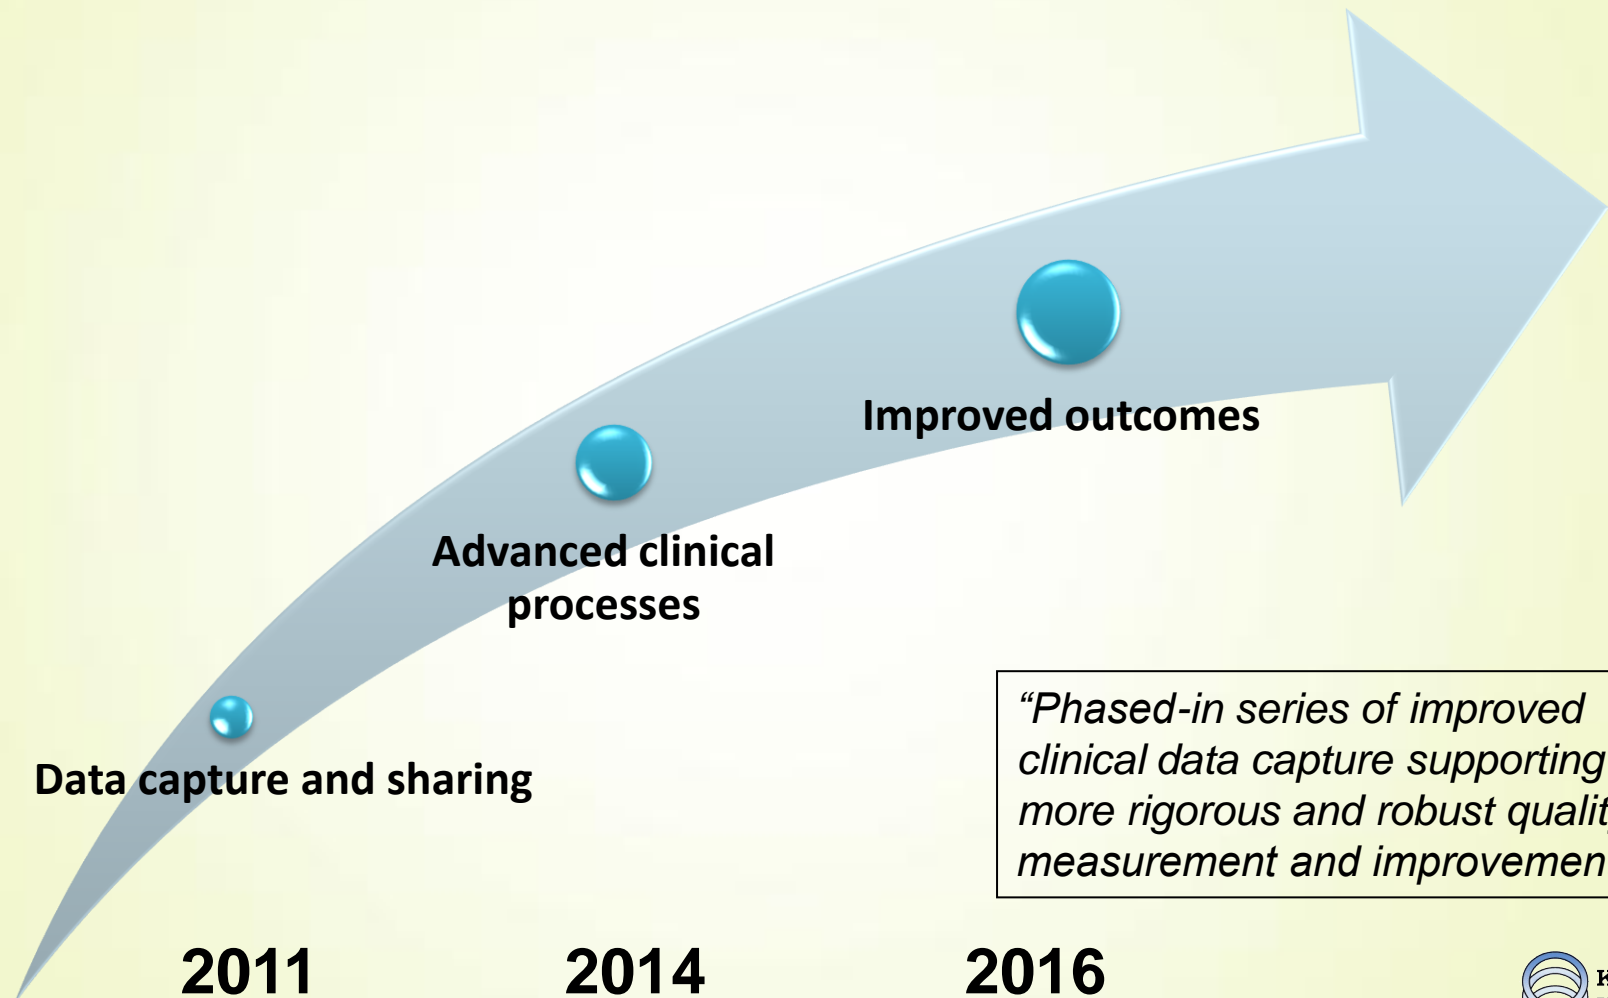 Improved outcomes
Advanced clinical
processes
Data capture and sharing
“Phased-in series of improved
clinical data capture supporting
more rigorous and robust quality
measurement and improvemen
2011 2014 2016
K